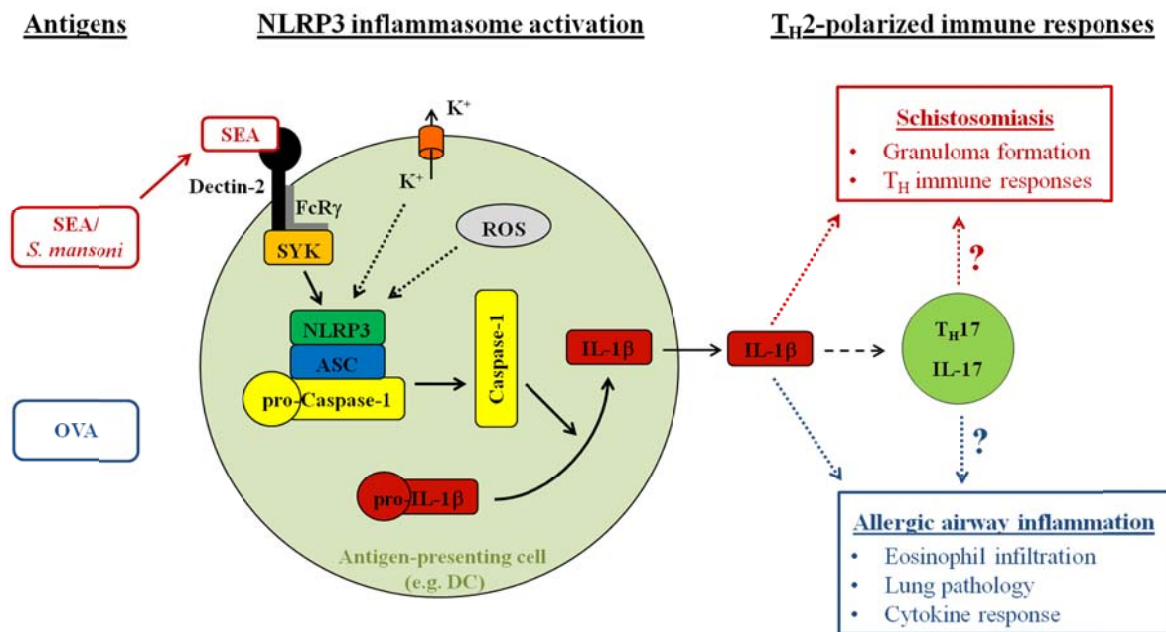 Antigens
NLRP3 inflammasome activation
TH2-polarized immune responses
SEA
Dectin-2
FcRγ
SYK
SEA/
S. mansoni
OVA
K⁺
K⁺
ROS
NLRP3
ASC
pro-Caspase-1
Caspase-1
pro-IL-1β
IL-1β
Antigen-presenting cell
(e.g. DC)
IL-1β
TH17
IL-17
?
?
Schistosomiasis
• Granuloma formation
• TH immune responses
Allergic airway inflammation
• Eosinophil infiltration
• Lung pathology
• Cytokine response